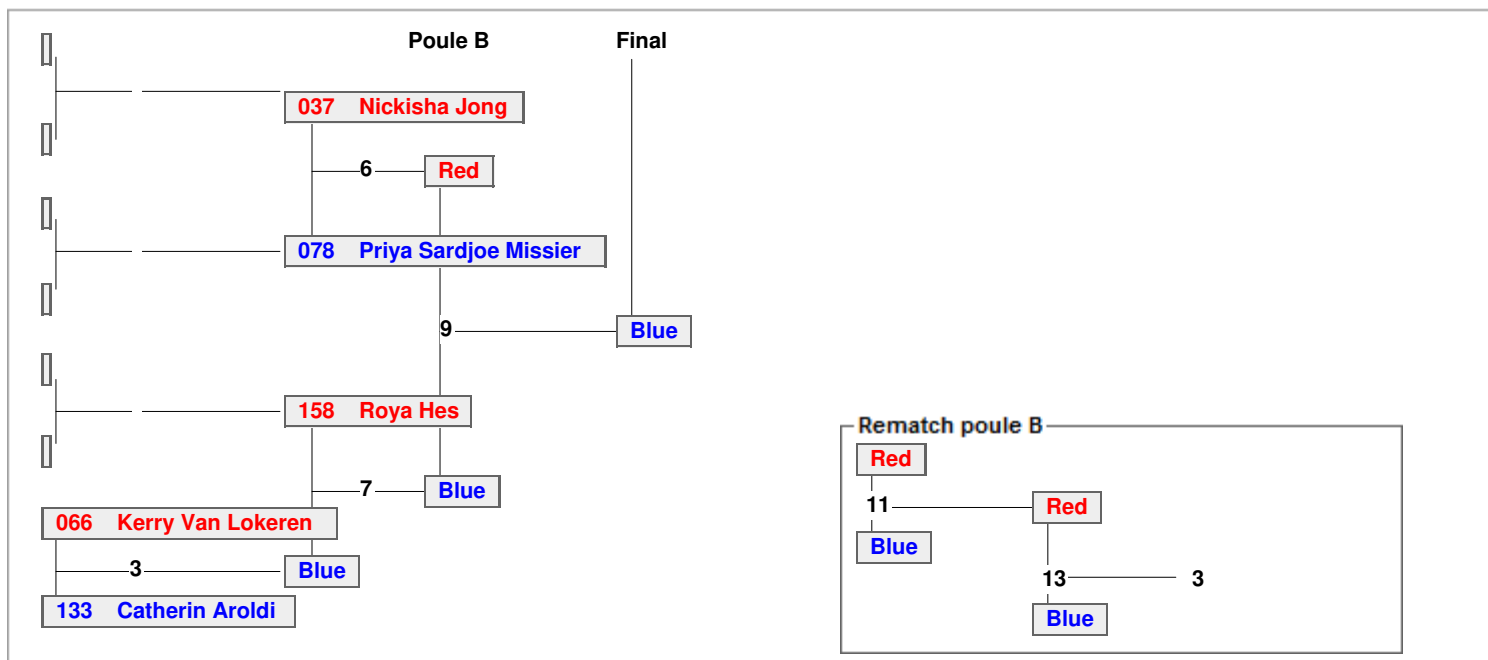 Poule B Final
037 Nickisha Jong
6 Red
078 Priya Sardjoe Missier
9 Blue
158 Roya Hes
7 Blue
066 Kerry Van Lokeren
3 Blue
133 Catherin Aroldi
Rematch poule B
Red
11 Red
Blue
13 3
Blue